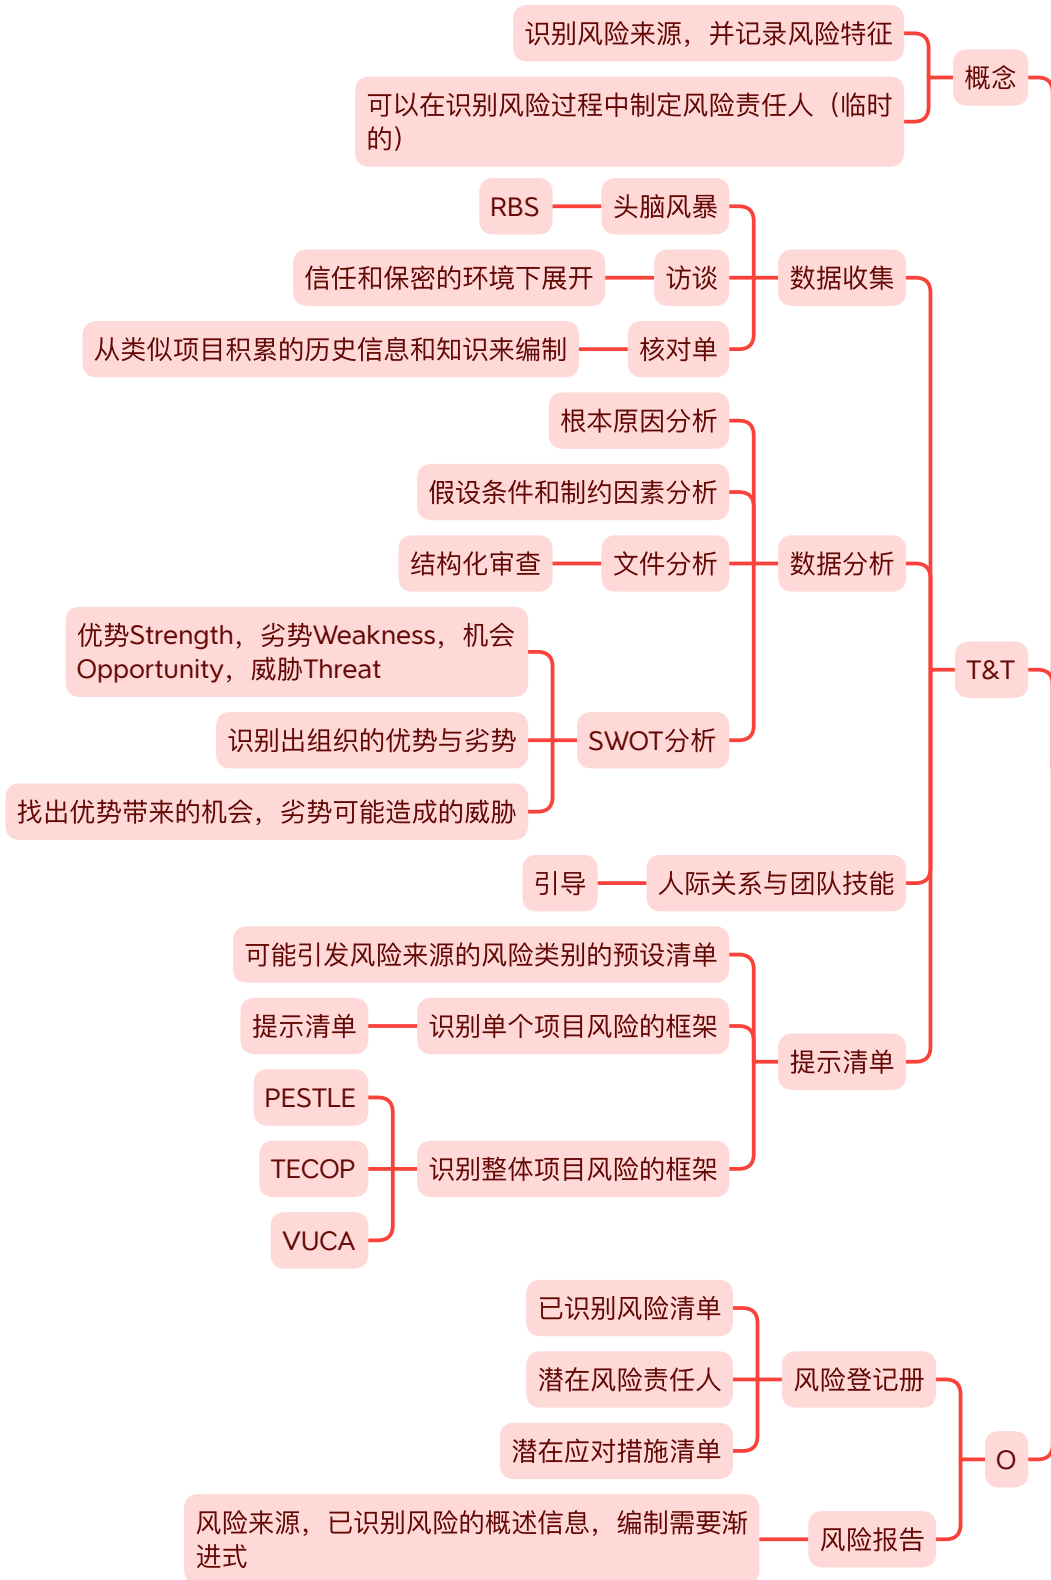 识别风险来源，并记录风险特征
概念
可以在识别风险过程中制定风险责任人（临时
的）
RBS
头脑风暴
信任和保密的环境下展开
访谈
数据收集
从类似项目积累的历史信息和知识来编制
核对单
根本原因分析
假设条件和制约因素分析
结构化审查
文件分析
数据分析
优势Strength，劣势Weakness，机会
Opportunity，威胁Threat
T&T
识别出组织的优势与劣势
SWOT分析
找出优势带来的机会，劣势可能造成的威胁
引导
人际关系与团队技能
可能引发风险来源的风险类别的预设清单
提示清单
识别单个项目风险的框架
提示清单
PESTLE
TECOP
识别整体项目风险的框架
VUCA
已识别风险清单
潜在风险责任人
风险登记册
潜在应对措施清单
O
风险来源，已识别风险的概述信息，编制需要渐
进式
风险报告